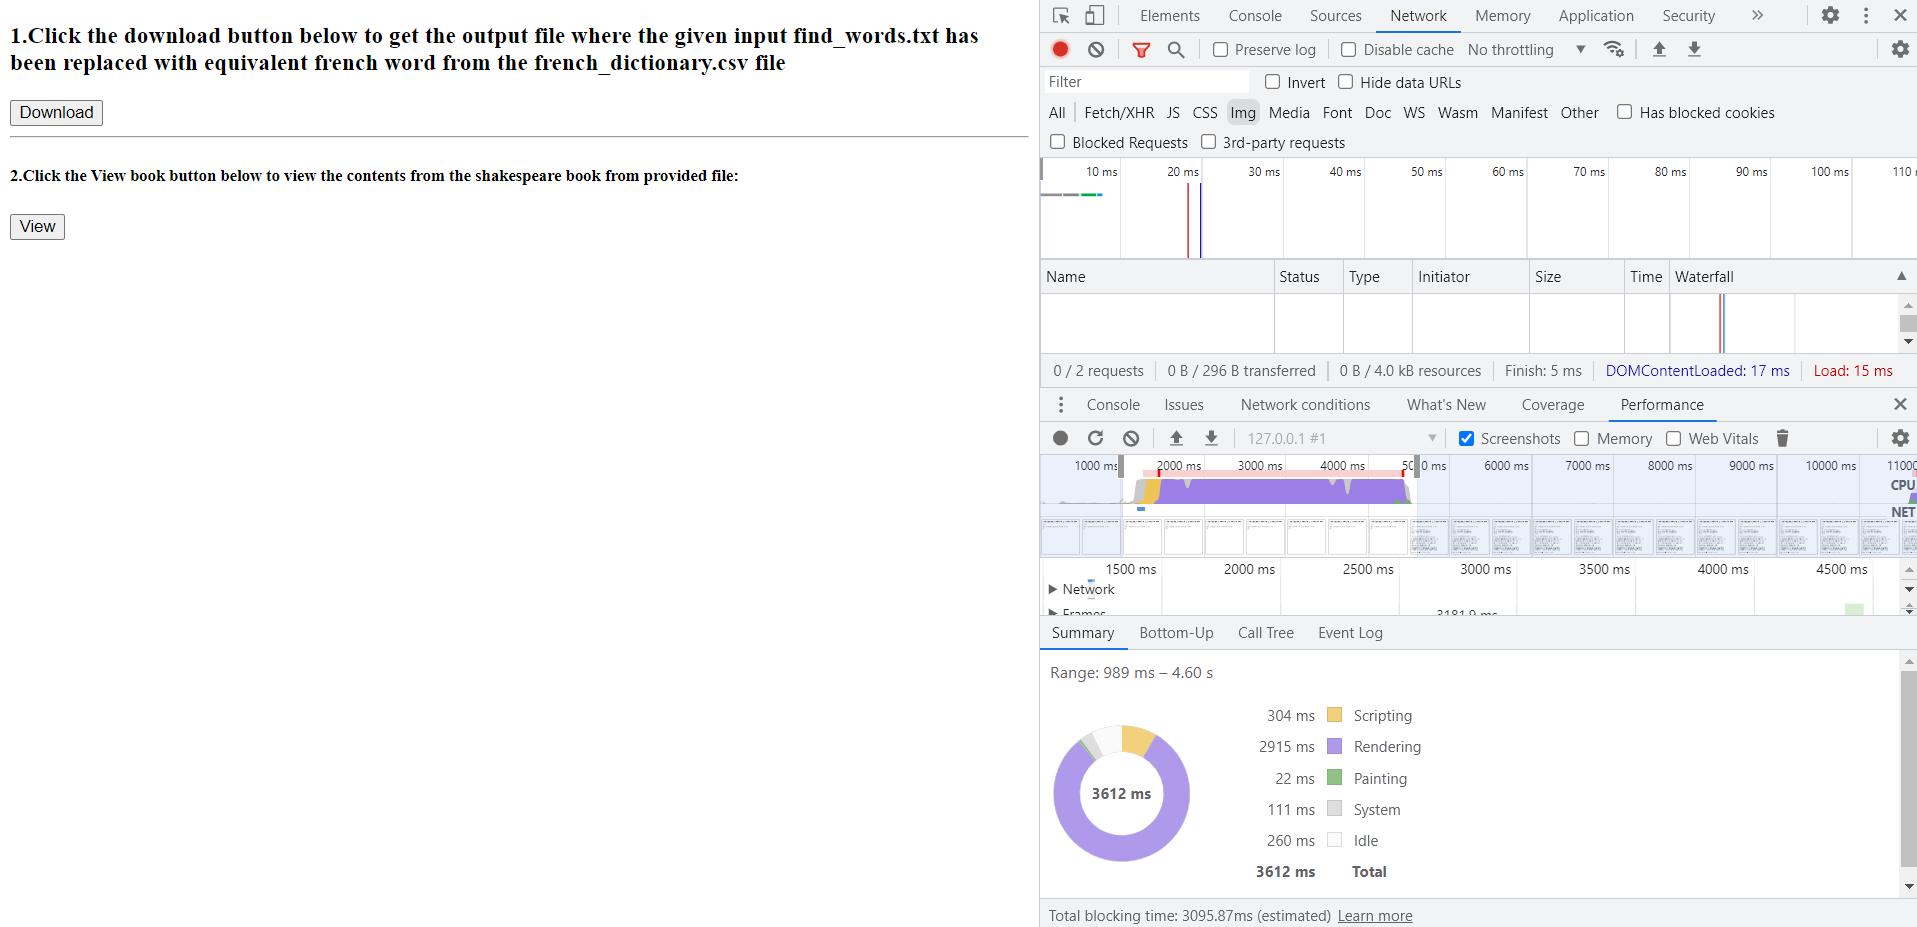 1.Click the download button below to get the output file where the given input find_words.txt has
been replaced with equivalent french word from the french_dictionary.csv file
Download
2.Click the View book button below to view the contents from the shakespeare book from provided file:
View
Elements Console Sources Network Memory Application Security
Preserve log Disable cache No throttling
Filter Invert Hide data URLs
All Fetch/XHR JS CSS Img Media Font Doc WS Wasm Manifest Other Has blocked cookies
Blocked Requests 3rd-party requests
10 ms 20 ms 30 ms 40 ms 50 ms 60 ms 70 ms 80 ms 90 ms 100 ms 110
Name Status Type Initiator Size Time Waterfall
0 / 2 requests 0 B / 296 B transferred 0 B / 4.0 kB resources Finish: 5 ms DOMContentLoaded: 17 ms Load: 15 ms
Console Issues Network conditions What's New Coverage Performance
127.0.0.1 #1 Screenshots Memory Web Vitals
1000 ms 2000 ms 3000 ms 4000 ms 50 0 ms 6000 ms 7000 ms 8000 ms 9000 ms 10000 ms 11000
CPU
NET
1500 ms 2000 ms 2500 ms 3000 ms 3500 ms 4000 ms 4500 ms
Network
Frames 3181.9 ms
Summary Bottom-Up Call Tree Event Log
Range: 989 ms – 4.60 s
304 ms Scripting
2915 ms Rendering
22 ms Painting
3612 ms
111 ms System
260 ms Idle
3612 ms Total
Total blocking time: 3095.87ms (estimated) Learn more